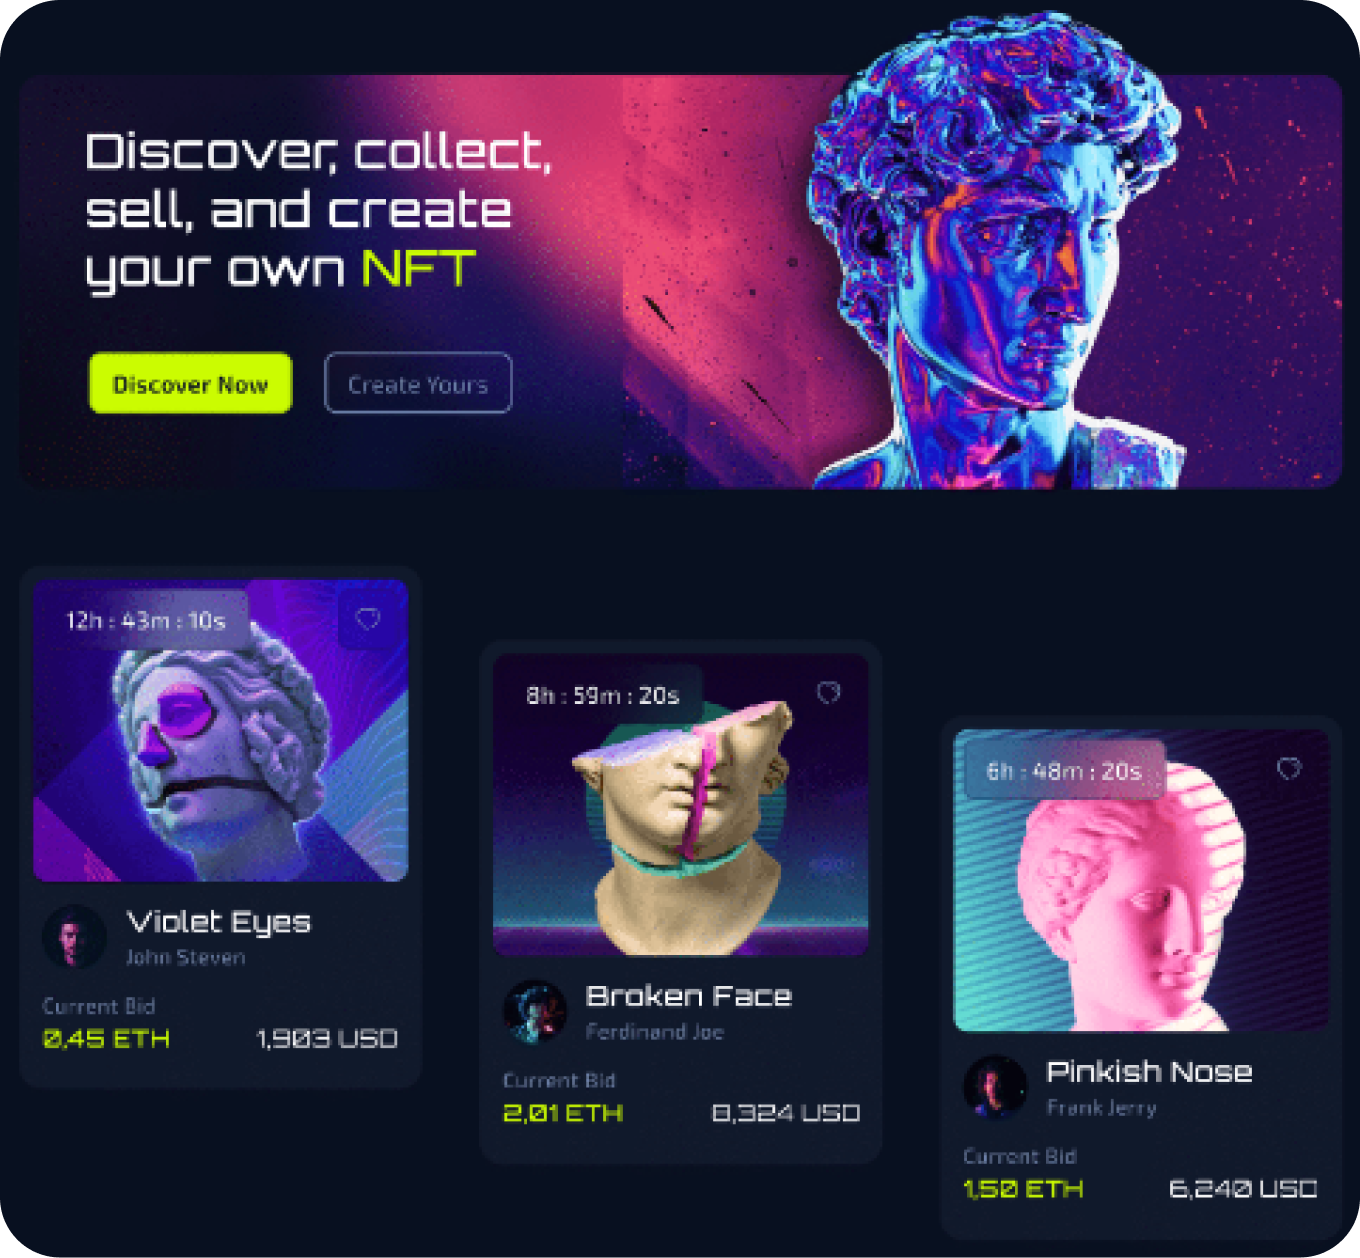 Discover, collect,
sell, and create
your own NFT
Discover Now
Create Yours
12h : 43m : 10s
Violet Eyes
John Steven
Current Bid
0,45 ETH
1,903 USD
8h : 59m : 20s
Broken Face
Ferdinand Joe
Current Bid
2,01 ETH
8,324 USD
6h : 48m : 20s
Pinkish Nose
Frank Jerry
Current Bid
1,50 ETH
6,240 USD